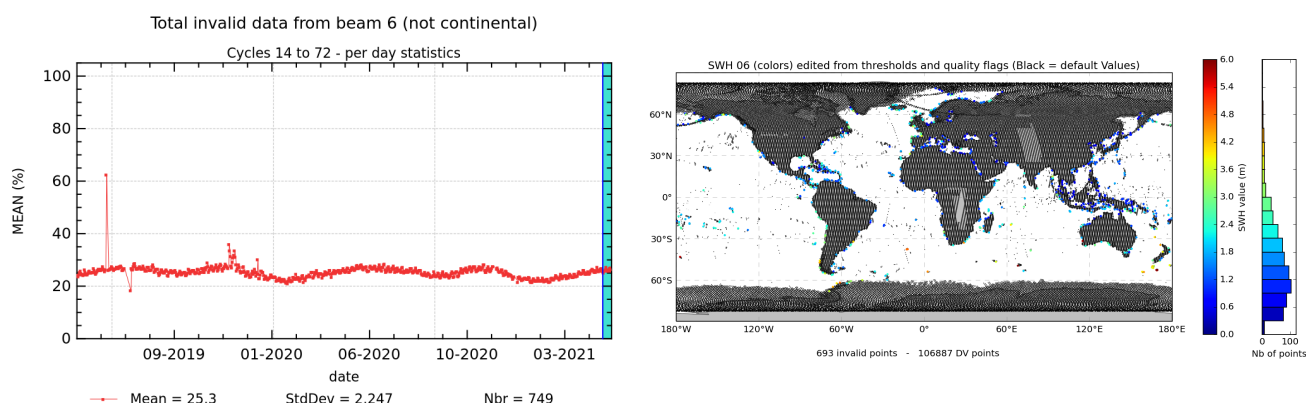 Total invalid data from beam 6 (not continental)
Cycles 14 to 72 - per day statistics
100
80
60
40
20
0
MEAN (%)
09-2019
01-2020
06-2020
10-2020
03-2021
date
Mean = 25.3 StdDev = 2.247 Nbr = 749
SWH 06 (colors) edited from thresholds and quality flags (Black = default Values)
60°N
30°N
0°
30°S
60°S
180°W
120°W
60°W
0°
60°E
120°E
180°E
693 invalid points - 106887 DV points
6.0
5.4
4.8
4.2
3.6
3.0
2.4
1.8
1.2
0.6
0.0
SWH value (m)
0 100
Nb of points